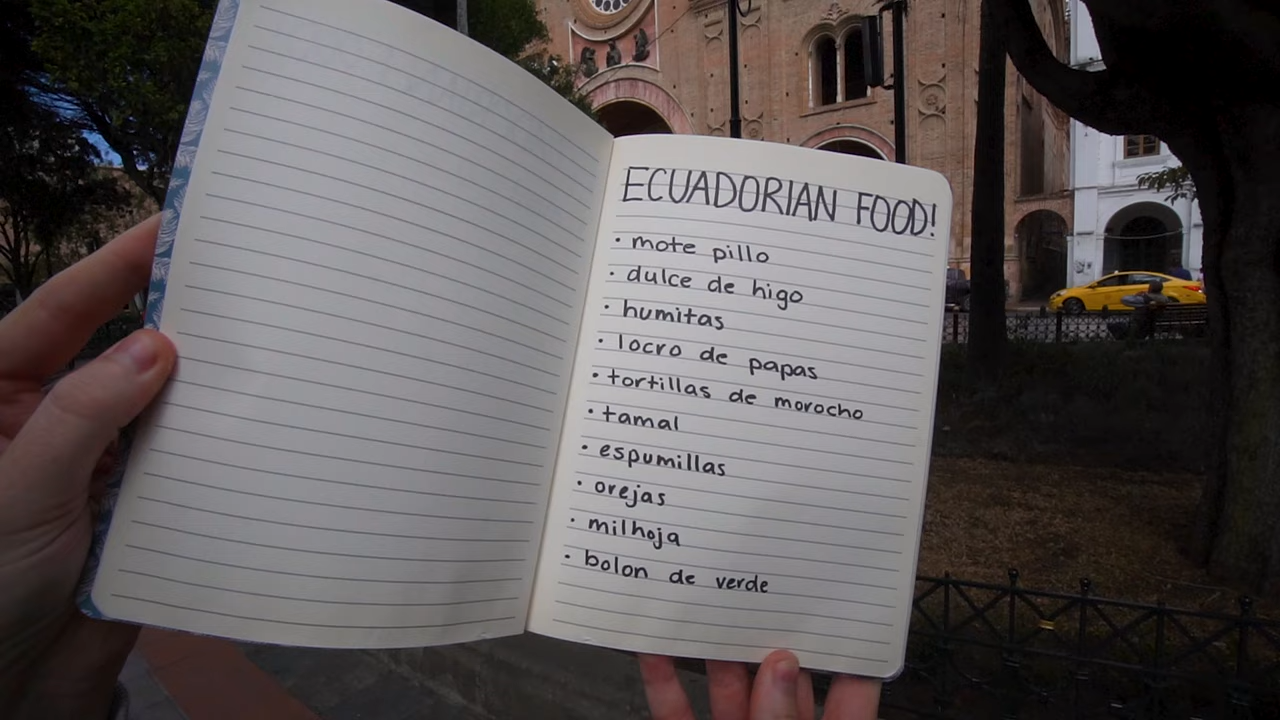 ECUADORIAN FOOD!
• mote pillo
• dulce de higo
• humitas
• locro de papas
• tortillas de morocho
• tamal
• espumillas
• orejas
• milhoja
• bolon de verde